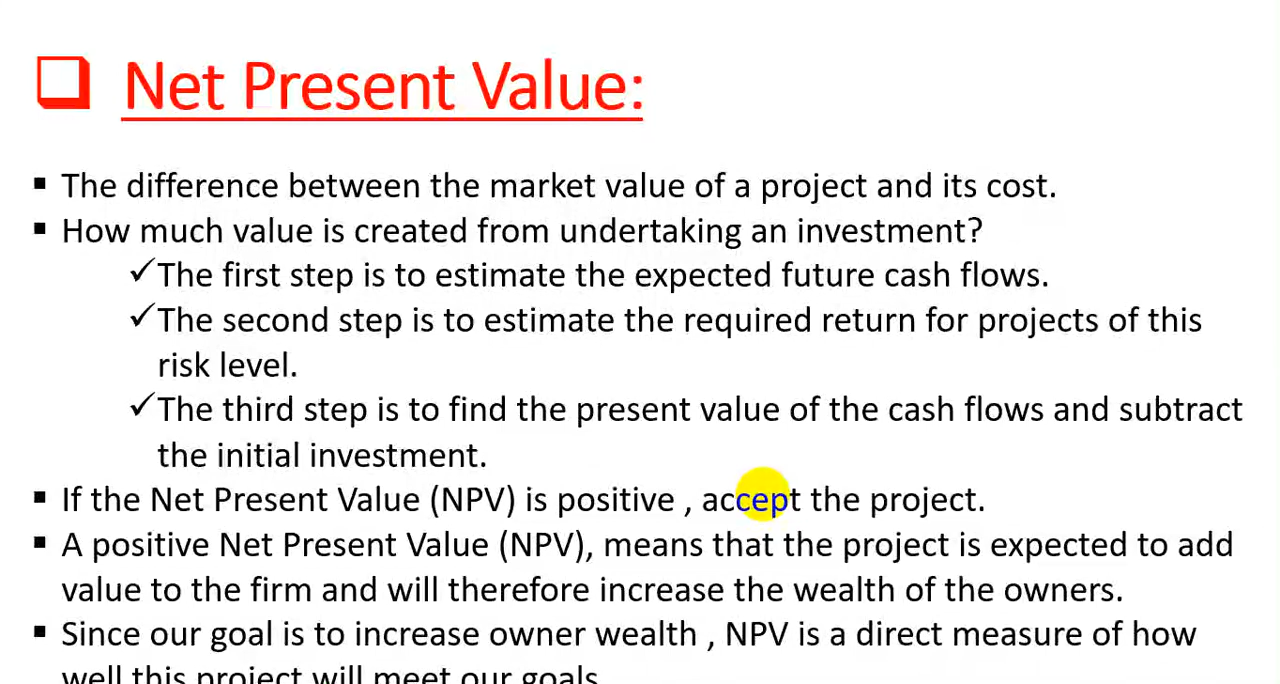 ❑ Net Present Value:
▪ The difference between the market value of a project and its cost.
▪ How much value is created from undertaking an investment?
✓The first step is to estimate the expected future cash flows.
✓The second step is to estimate the required return for projects of this
risk level.
✓The third step is to find the present value of the cash flows and subtract
the initial investment.
▪ If the Net Present Value (NPV) is positive , accept the project.
▪ A positive Net Present Value (NPV), means that the project is expected to add
value to the firm and will therefore increase the wealth of the owners.
▪ Since our goal is to increase owner wealth , NPV is a direct measure of how
well this project will meet our goals